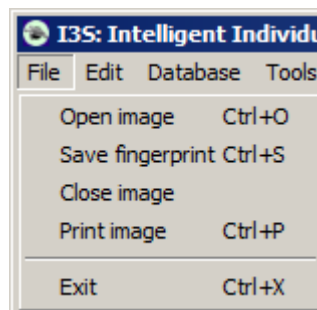 I3S: Intelligent Individu
File Edit Database Tools
Open image Ctrl+O
Save fingerprint Ctrl+S
Close image
Print image Ctrl+P
Exit Ctrl+X